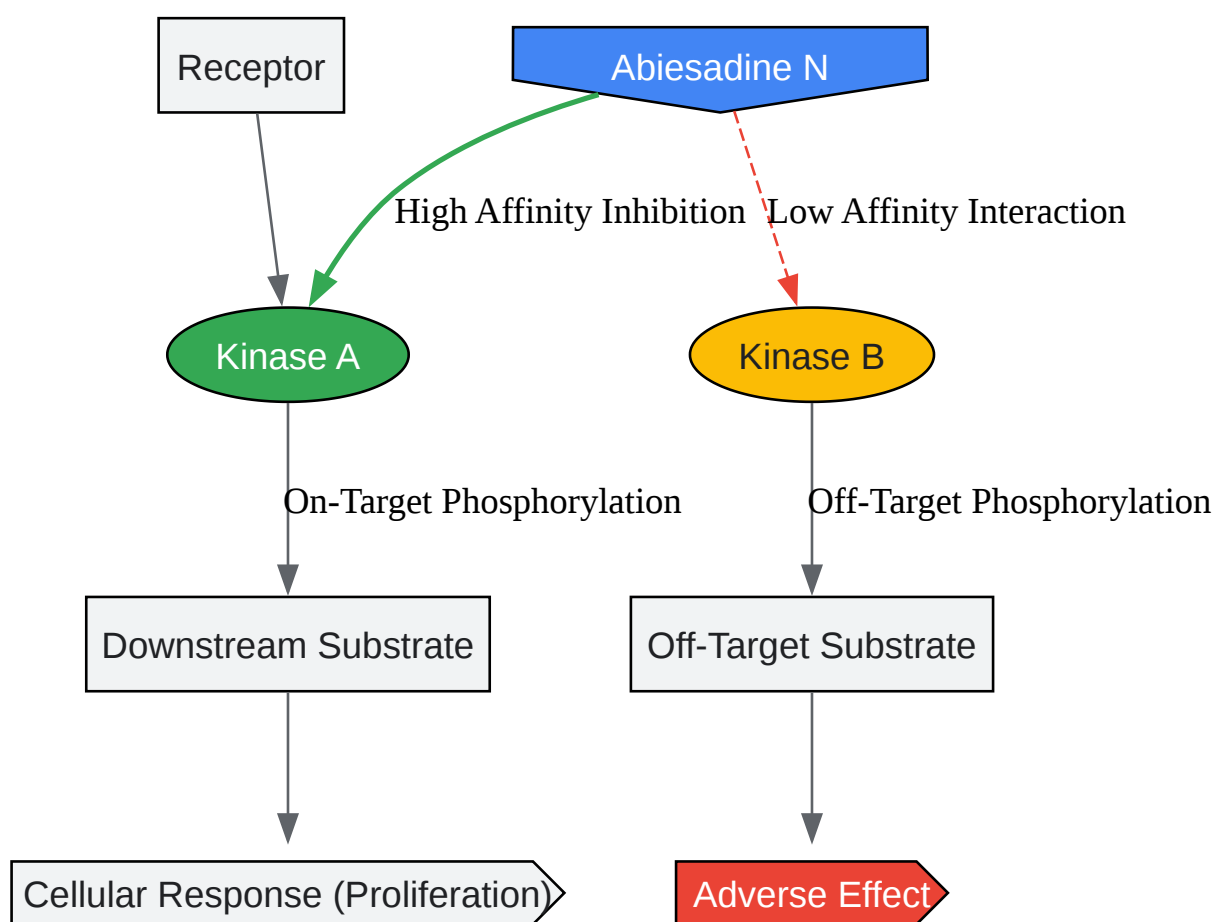 Receptor
Abiesadine N
High Affinity Inhibition
Low Affinity Interaction
Kinase A
Kinase B
On-Target Phosphorylation
Off-Target Phosphorylation
Downstream Substrate
Off-Target Substrate
Cellular Response (Proliferation)
Adverse Effect